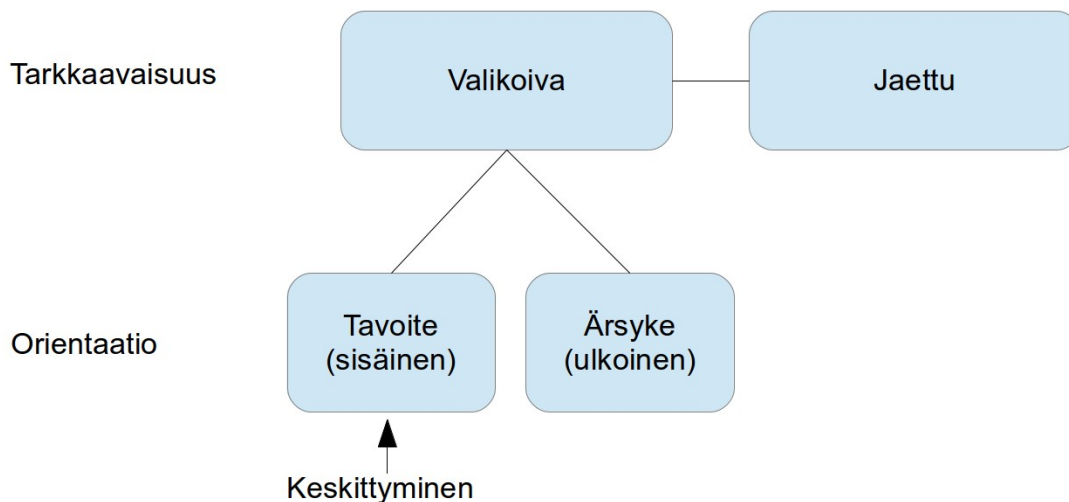 Tarkkaavaisuus
Valikoiva
Jaettu
Orientaatio
Tavoite
(sisäinen)
Ärsyke
(ulkoinen)
Keskittyminen